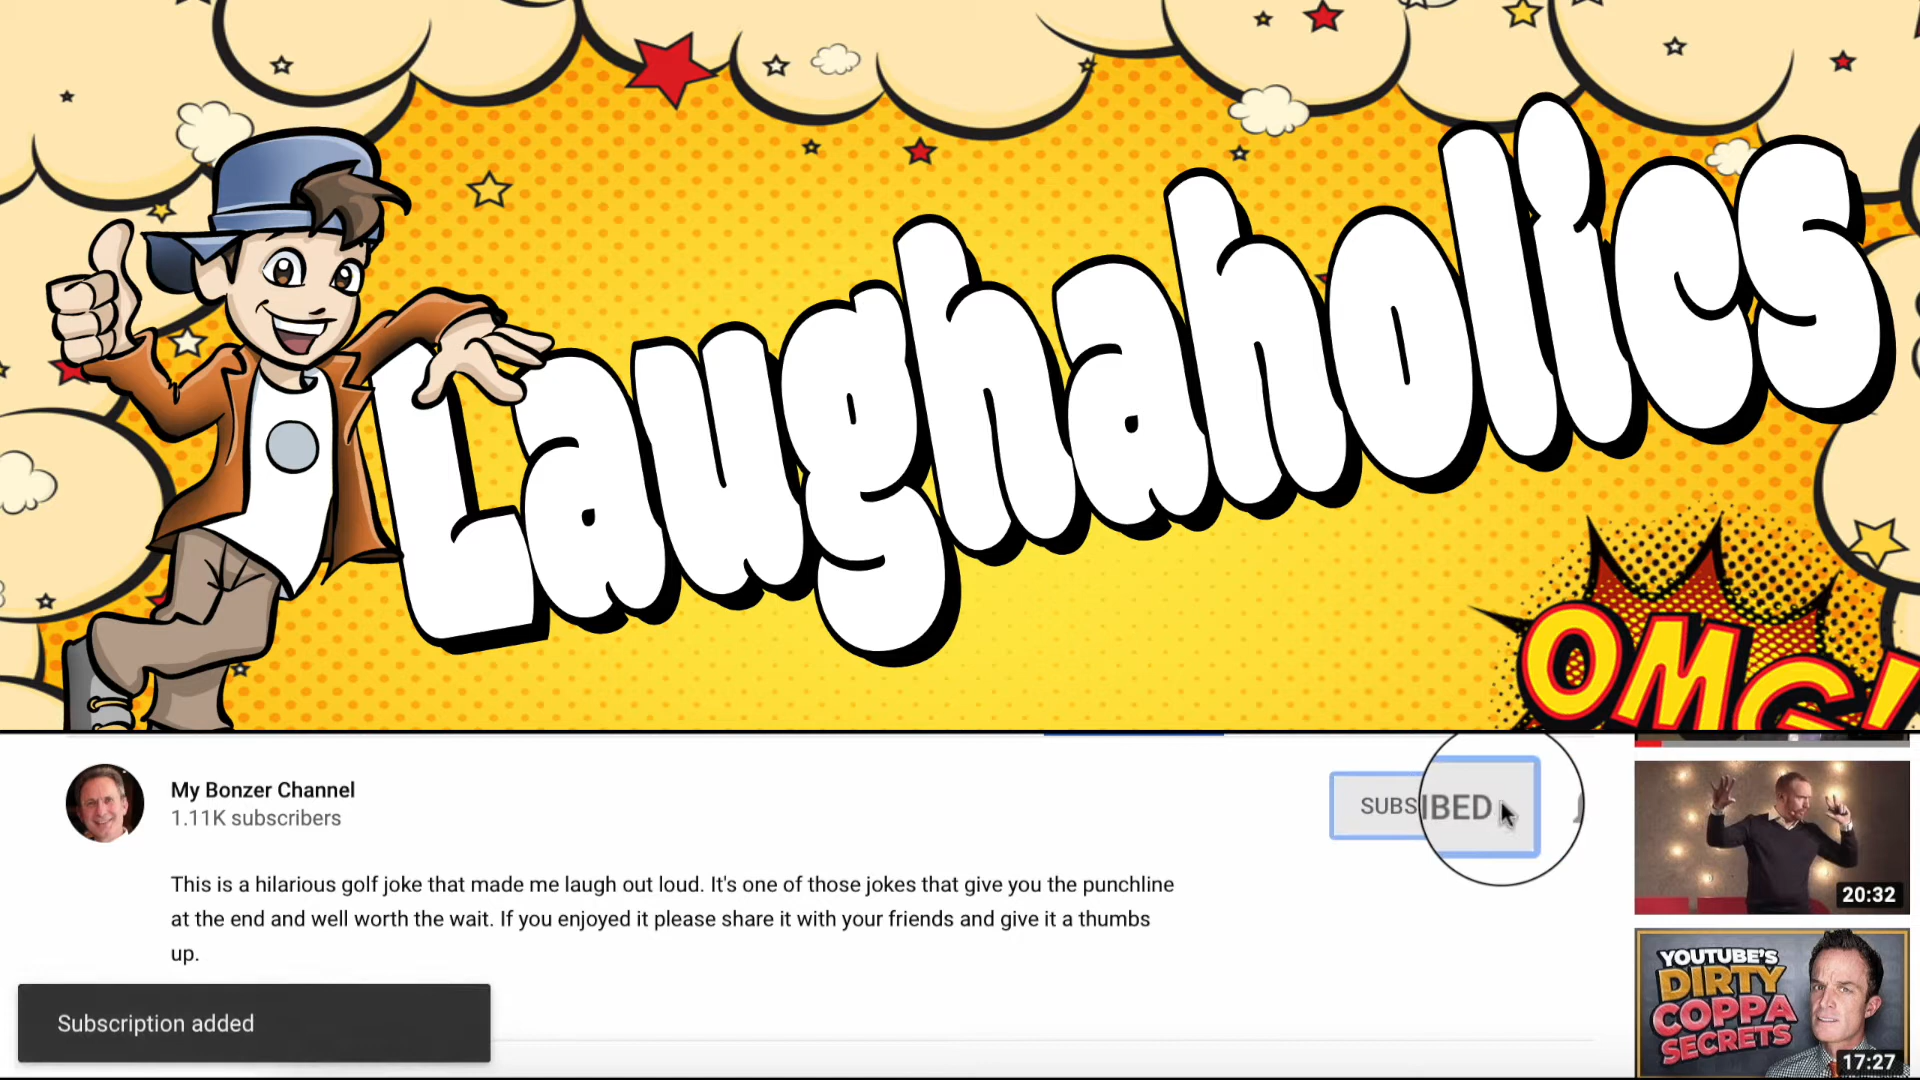 Laughaholics
OMG!
My Bonzer Channel
1.11K subscribers
SUBSIBED
This is a hilarious golf joke that made me laugh out loud. It's one of those jokes that give you the punchline
at the end and well worth the wait. If you enjoyed it please share it with your friends and give it a thumbs
up.
Subscription added
20:32
YOUTUBE'S
DIRTY
COPPA
SECRETS
17:27